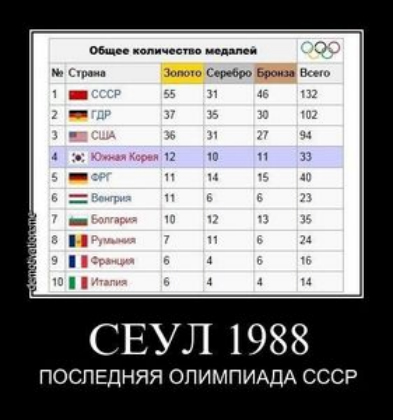 Общее количество медалей
№ Страна Золото Серебро Бронза Всего
1 СССР 55 31 46 132
2 ГДР 37 35 30 102
3 США 36 31 27 94
4 Южная Корея 12 10 11 33
5 ФРГ 11 14 15 40
6 Венгрия 11 6 6 23
7 Болгария 10 12 13 35
8 Румыния 7 11 6 24
9 Франция 6 4 6 16
10 Италия 6 4 4 14
СЕУЛ 1988
ПОСЛЕДНЯЯ ОЛИМПИАДА СССР